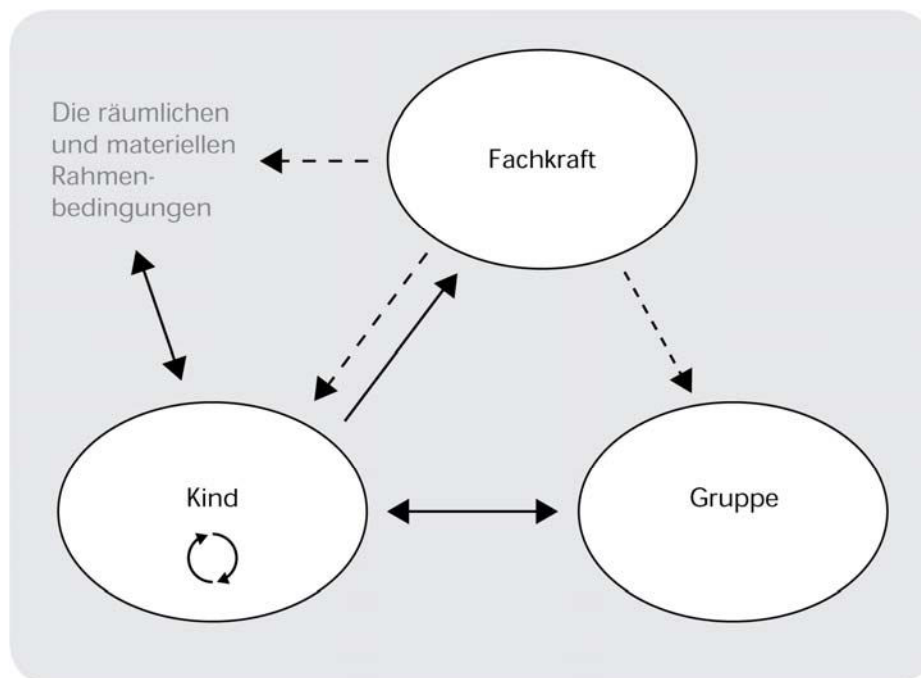 Die räumlichen
und materiellen
Rahmen-
bedingungen
Fachkraft
Kind
Gruppe